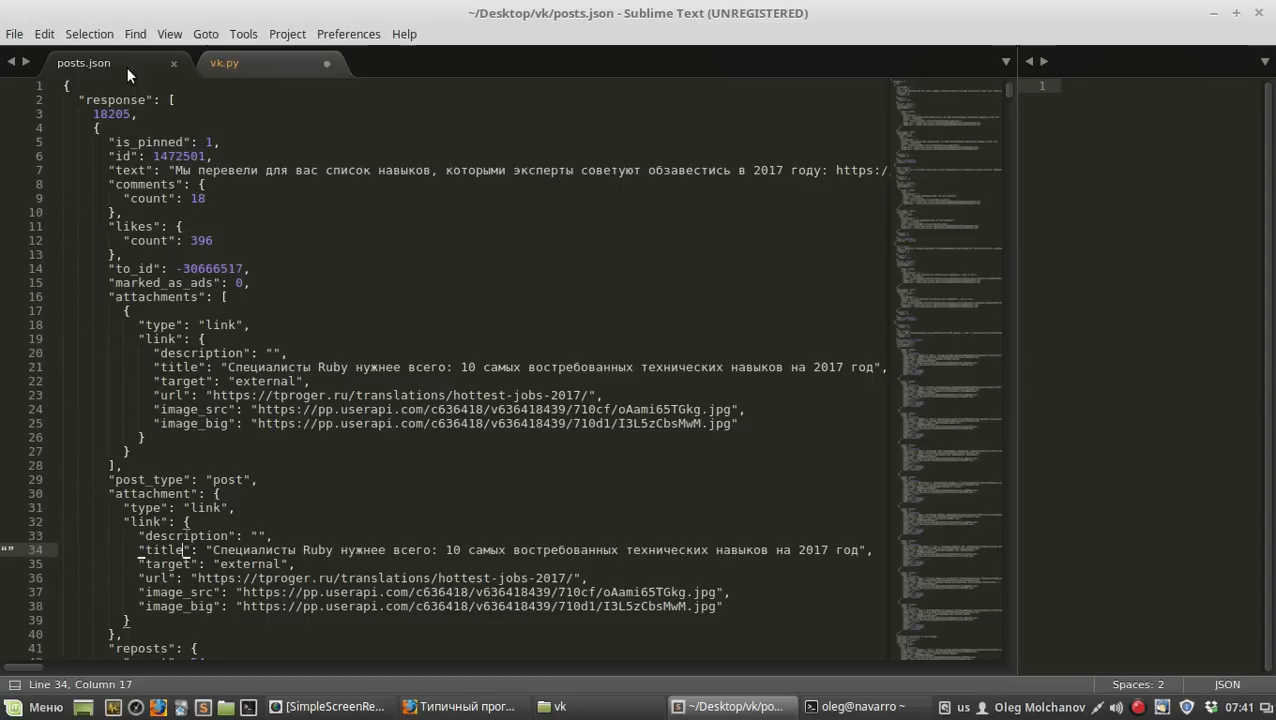 ~/Desktop/vk/posts.json - Sublime Text (UNREGISTERED)
File Edit Selection Find View Goto Tools Project Preferences Help
posts.json vk.py
1 {
1
2 "response": [
3 18205,
4 {
5 "is_pinned": 1,
6 "id": 1472501,
7 "text": "Мы перевели для вас список навыков, которыми эксперты советуют обзавестись в 2017 году: https:/
8 "comments": {
9 "count": 18
10 },
11 "likes": {
12 "count": 396
13 },
14 "to_id": -30666517,
15 "marked_as_ads": 0,
16 "attachments": [
17 {
18 "type": "link",
19 "link": {
20 "description": "",
21 "title": "Специалисты Ruby нужнее всего: 10 самых востребованных технических навыков на 2017 год",
22 "target": "external",
23 "url": "https://tproger.ru/translations/hottest-jobs-2017/",
24 "image_src": "https://pp.userapi.com/c636418/v636418439/710cf/oAami65TGkg.jpg",
25 "image_big": "https://pp.userapi.com/c636418/v636418439/710d1/I3L5zCbsMwM.jpg"
26 }
27 }
28 ],
29 "post_type": "post",
30 "attachment": {
31 "type": "link",
32 "link": {
33 "description": "",
34 "title": "Специалисты Ruby нужнее всего: 10 самых востребованных технических навыков на 2017 год",
35 "target": "external",
36 "url": "https://tproger.ru/translations/hottest-jobs-2017/",
37 "image_src": "https://pp.userapi.com/c636418/v636418439/710cf/oAami65TGkg.jpg",
38 "image_big": "https://pp.userapi.com/c636418/v636418439/710d1/I3L5zCbsMwM.jpg"
39 }
40 },
41 "reposts": {
Line 34, Column 17 Spaces: 2 JSON
Меню [SimpleScreenRe... Типичный прог... vk ~/Desktop/vk/po... oleg@navarro ~ us Oleg Molchanov 07:41